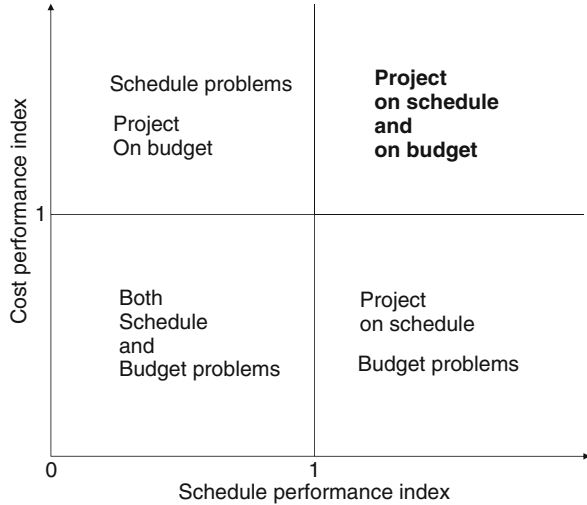 Cost performance index
Schedule problems
Project
On budget
Project
on schedule
and
on budget
1
Both
Schedule
and
Budget problems
Project
on schedule
Budget problems
0
1
Schedule performance index